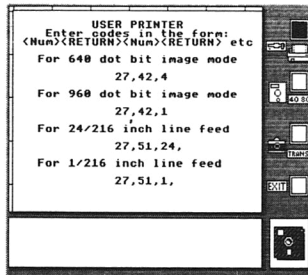 USER PRINTER
Enter codes in the form:
<Num><RETURN><Num><RETURN> etc
For 640 dot bit image mode
27,42,4
For 960 dot bit image mode
27,42,1
For 24/216 inch line feed
27,51,24,
For 1/216 inch line feed
27,51,1,
40 80
TRANS
EXIT